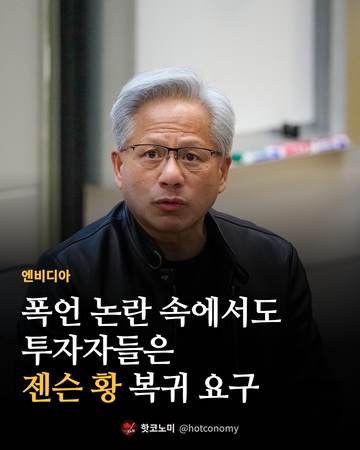 엔비디아
폭언 논란 속에서도
투자자들은
젠슨 황 복귀 요구
핫코노미 @hotconomy